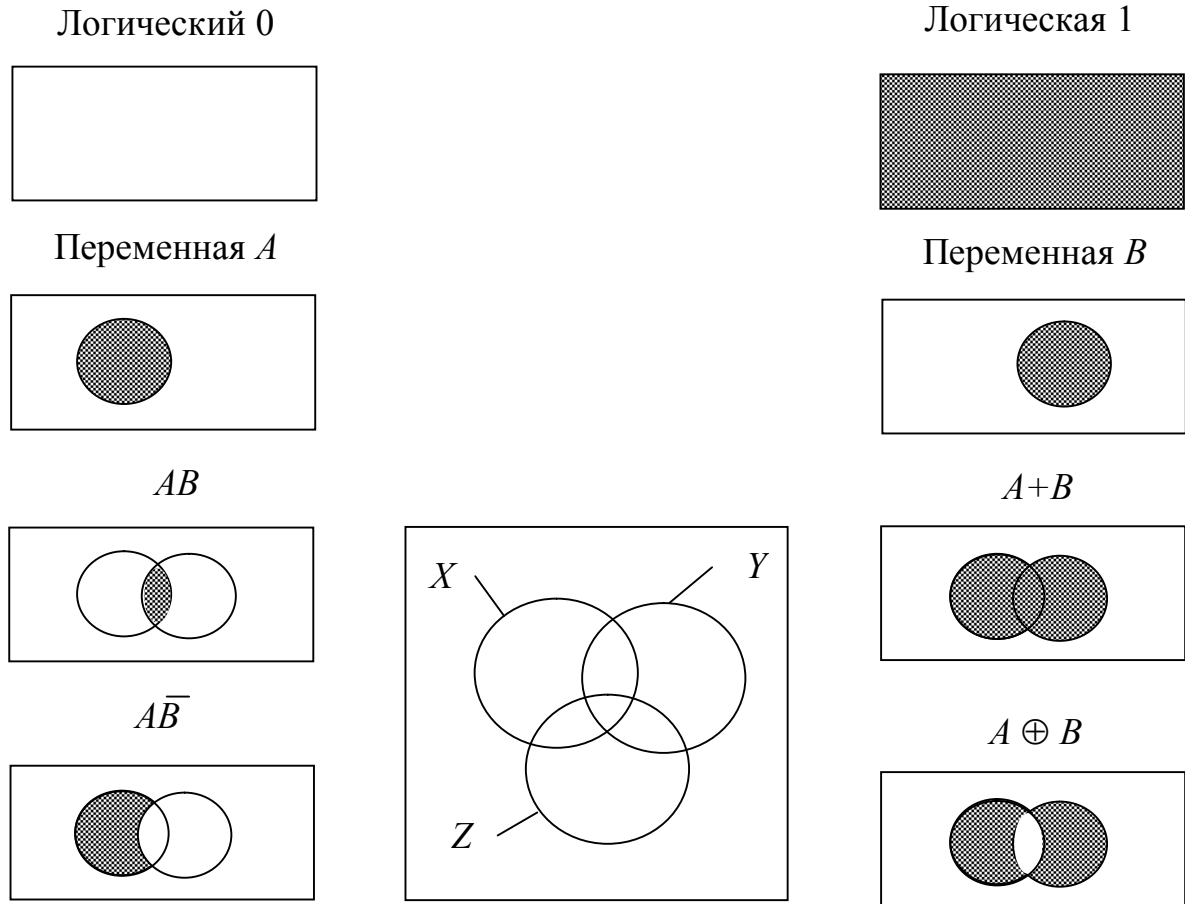 Логический 0
Логическая 1
Переменная A
Переменная B
AB
A+B
X
Y
AB̅
A ⊕ B
Z